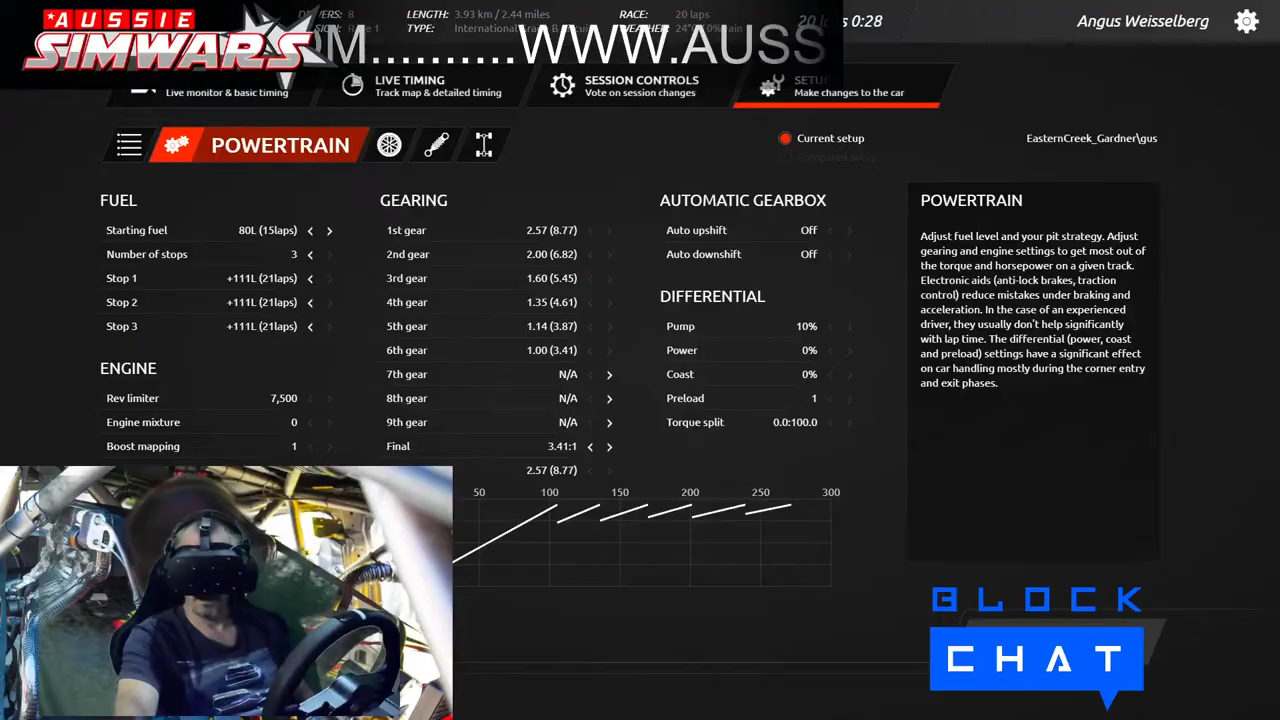 *AUSSIE
SIMWARS
OM..........WWW.AUSS
8
LENGTH: 3.93 km / 2.44 miles
RACE: 20 laps
TYPE:
0:28
Angus Weisselberg
Live monitor & basic timing
LIVE TIMING
Track map & detailed timing
SESSION CONTROLS
Vote on session changes
SETU
Make changes to the car
POWERTRAIN
Current setup
EasternCreek_Gardner\gus
FUEL
Starting fuel 80L (15laps)
Number of stops 3
Stop 1 +111L (21laps)
Stop 2 +111L (21laps)
Stop 3 +111L (21laps)
ENGINE
Rev limiter 7,500
Engine mixture 0
Boost mapping 1
GEARING
1st gear 2.57 (8.77)
2nd gear 2.00 (6.82)
3rd gear 1.60 (5.45)
4th gear 1.35 (4.61)
5th gear 1.14 (3.87)
6th gear 1.00 (3.41)
7th gear N/A
8th gear N/A
9th gear N/A
Final 3.41:1
2.57 (8.77)
50 100 150 200 250 300
AUTOMATIC GEARBOX
Auto upshift Off
Auto downshift Off
DIFFERENTIAL
Pump 10%
Power 0%
Coast 0%
Preload 1
Torque split 0.0:100.0
POWERTRAIN
Adjust fuel level and your pit strategy. Adjust
gearing and engine settings to get most out of
the torque and horsepower on a given track.
Electronic aids (anti-lock brakes, traction
control) reduce mistakes under braking and
acceleration. In the case of an experienced
driver, they usually don't help significantly
with lap time. The differential (power, coast
and preload) settings have a significant effect
on car handling mostly during the corner entry
and exit phases.
BLOCK
CHAT